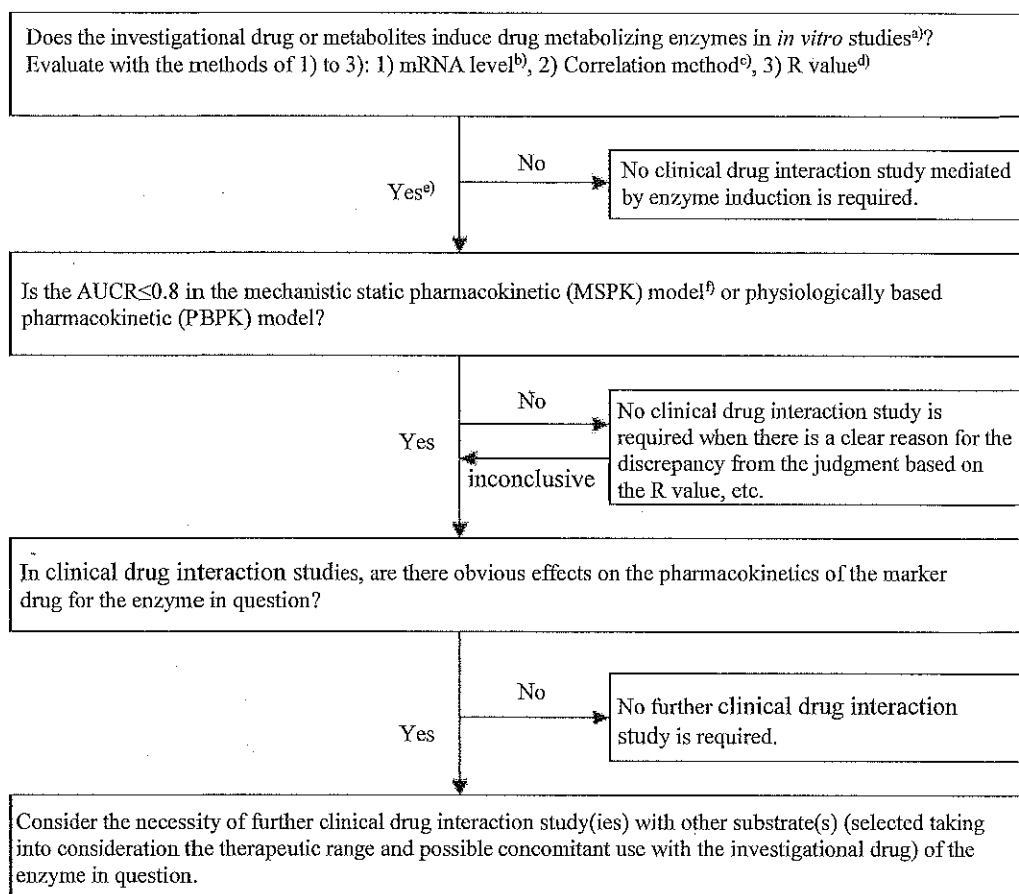 Does the investigational drug or metabolites induce drug metabolizing enzymes in in vitro studiesa)?
Evaluate with the methods of 1) to 3): 1) mRNA levelb), 2) Correlation methodc), 3) R valued)
No
No clinical drug interaction study mediated
by enzyme induction is required.
Yese)
Is the AUCR≤0.8 in the mechanistic static pharmacokinetic (MSPK) modelf) or physiologically based
pharmacokinetic (PBPK) model?
No
No clinical drug interaction study is
required when there is a clear reason for the
discrepancy from the judgment based on
the R value, etc.
Yes
inconclusive
In clinical drug interaction studies, are there obvious effects on the pharmacokinetics of the marker
drug for the enzyme in question?
No
No further clinical drug interaction
study is required.
Yes
Consider the necessity of further clinical drug interaction study(ies) with other substrate(s) (selected taking
into consideration the therapeutic range and possible concomitant use with the investigational drug) of the
enzyme in question.